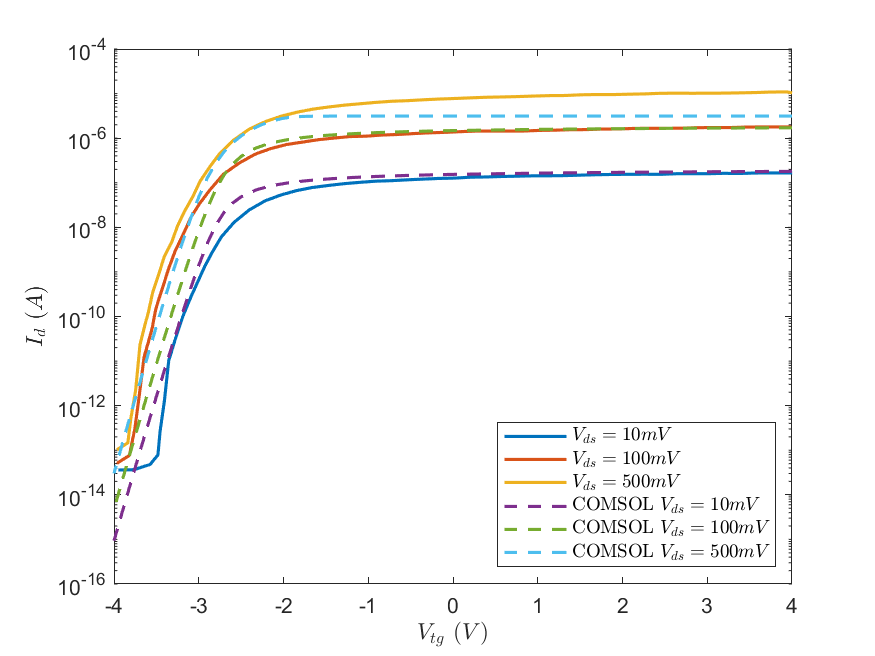 10^-4
10^-6
10^-8
10^-10
10^-12
10^-14
10^-16
I_d (A)
-4 -3 -2 -1 0 1 2 3 4
V_tg (V)
V_ds = 10mV
V_ds = 100mV
V_ds = 500mV
COMSOL V_ds = 10mV
COMSOL V_ds = 100mV
COMSOL V_ds = 500mV